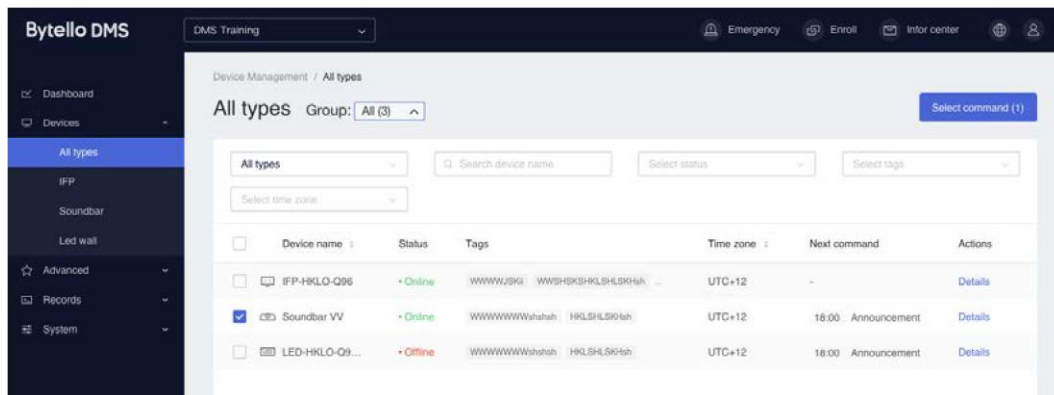 Bytello DMS
DMS Training
Emergency
Enroll
Infor center
Dashboard
Devices
All types
IFP
Soundbar
Led wall
Advanced
Records
System
Device Management / All types
All types Group: All (3)
Select command (1)
All types
Search device name
Select status
Select tags
Select time zone
Device name Status Tags Time zone Next command Actions
IFP-HKLO-Q96 • Online WWWWJSKii WWSHSKSHKLSHLSKHsh ... UTC+12 - Details
Soundbar VV • Online WWWWWWWshshsh HKLSHLSKHsh UTC+12 18:00 Announcement Details
LED-HKLO-Q9... • Offline WWWWWWWshshsh HKLSHLSKHsh UTC+12 18:00 Announcement Details